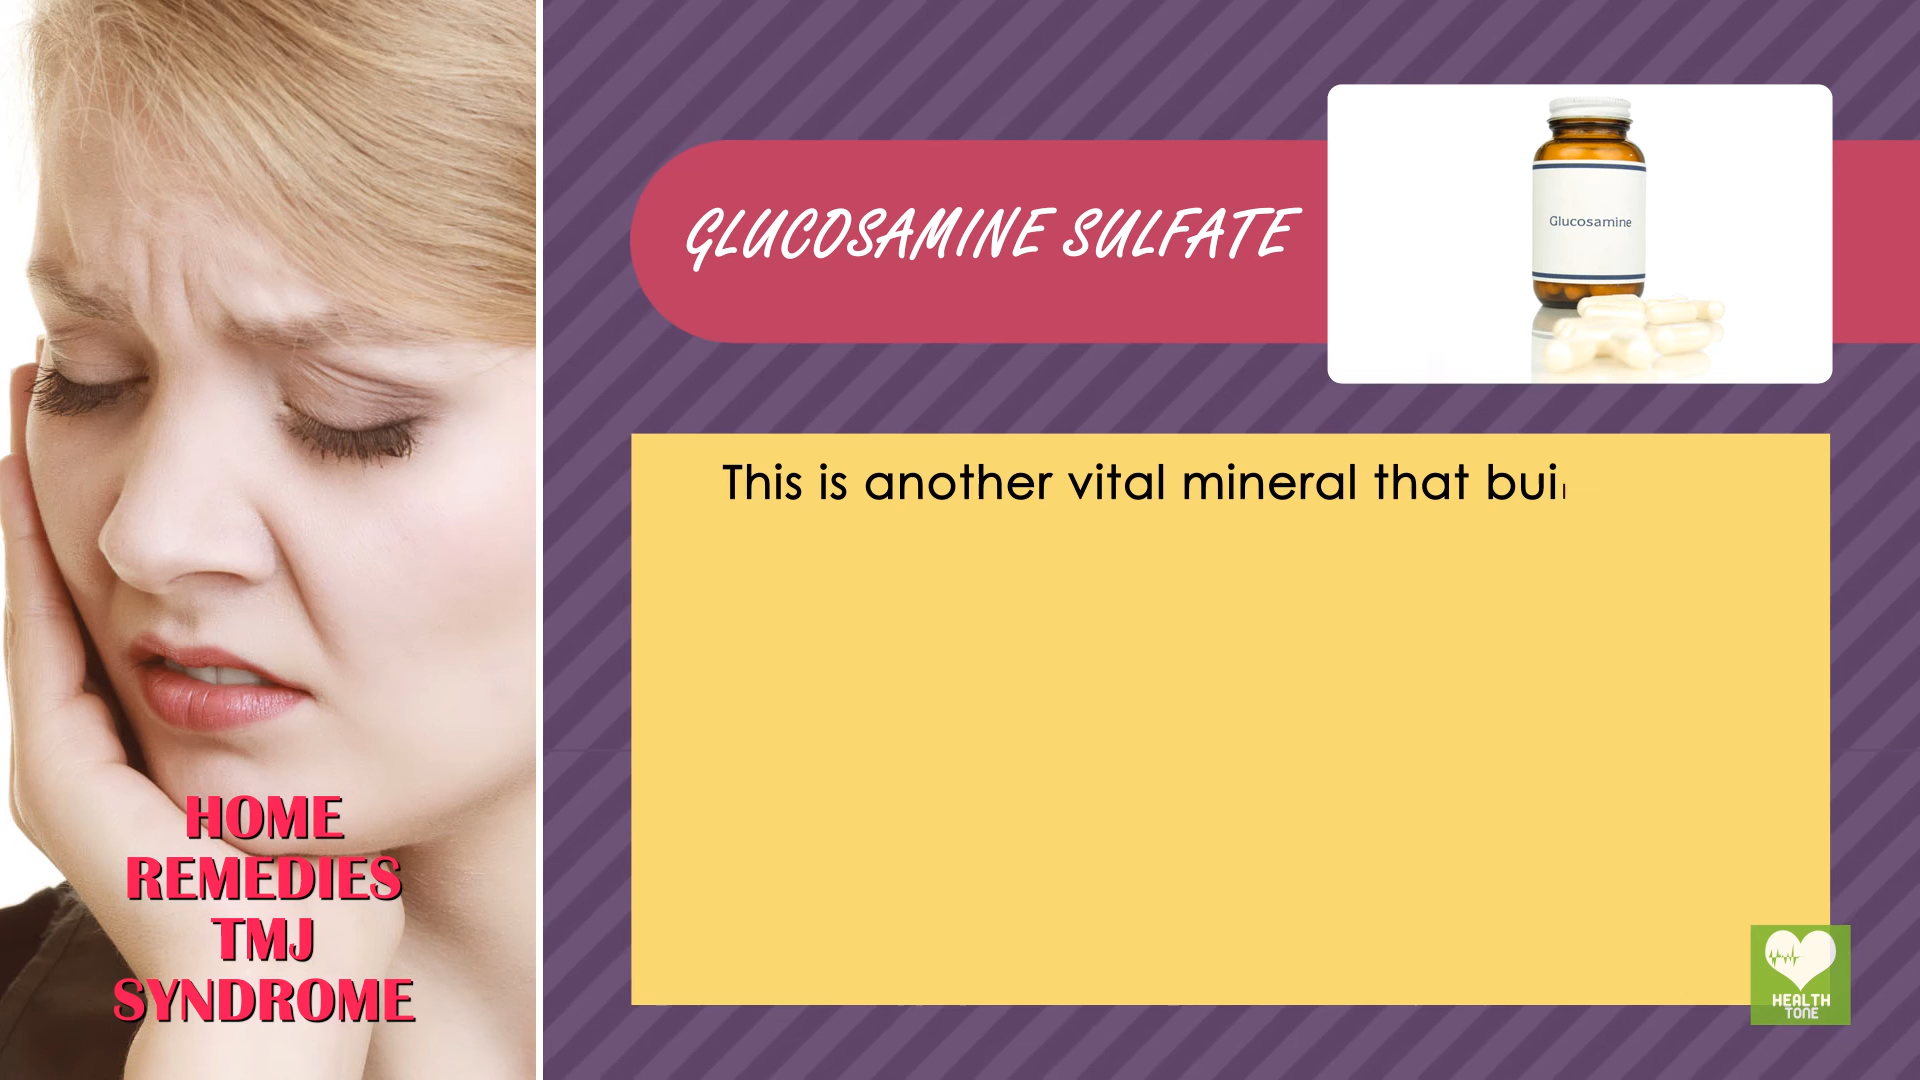 GLUCOSAMINE SULFATE
Glucosamine
This is another vital mineral that bui
HOME
REMEDIES
TMJ
SYNDROME
HEALTH
TONE